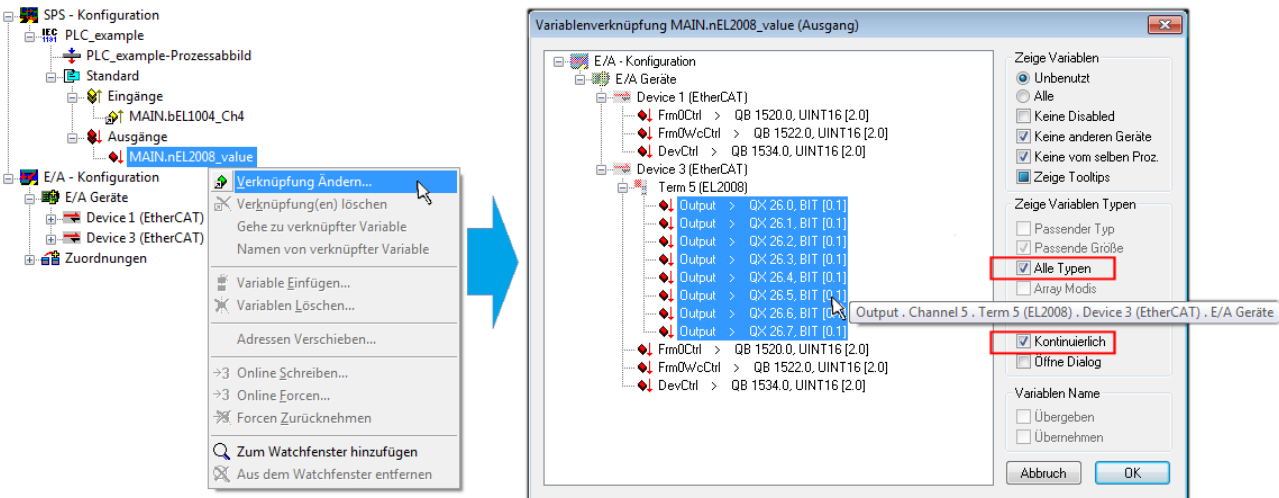 SPS - Konfiguration
IEC
1131
PLC_example
PLC_example-Prozessabbild
Standard
Eingänge
MAIN.bEL1004_Ch4
Ausgänge
MAIN.nEL2008_value
E/A - Konfiguration
E/A Geräte
Device 1 (EtherCAT)
Device 3 (EtherCAT)
Zuordnungen
Verknüpfung Ändern...
Verknüpfung(en) löschen
Gehe zu verknüpfter Variable
Namen von verknüpfter Variable
Variable Einfügen...
Variablen Löschen...
Adressen Verschieben...
Online Schreiben...
Online Forcen...
Forcen Zurücknehmen
Zum Watchfenster hinzufügen
Aus dem Watchfenster entfernen
Variablenverknüpfung MAIN.nEL2008_value (Ausgang)
E/A - Konfiguration
E/A Geräte
Device 1 (EtherCAT)
Frm0Ctrl > QB 1520.0, UINT16 [2.0]
Frm0WcCtrl > QB 1522.0, UINT16 [2.0]
DevCtrl > QB 1534.0, UINT16 [2.0]
Device 3 (EtherCAT)
Term 5 (EL2008)
Output > QX 26.0, BIT [0.1]
Output > QX 26.1, BIT [0.1]
Output > QX 26.2, BIT [0.1]
Output > QX 26.3, BIT [0.1]
Output > QX 26.4, BIT [0.1]
Output > QX 26.5, BIT [0.1]
Output > QX 26.6, BIT [0.1]
Output > QX 26.7, BIT [0.1]
Frm0Ctrl > QB 1520.0, UINT16 [2.0]
Frm0WcCtrl > QB 1522.0, UINT16 [2.0]
DevCtrl > QB 1534.0, UINT16 [2.0]
Zeige Variablen
Unbenutzt
Alle
Keine Disabled
Keine anderen Geräte
Keine vom selben Proz.
Zeige Tooltips
Zeige Variablen Typen
Passender Typ
Passende Größe
Alle Typen
Array Modis
Output . Channel 5 . Term 5 (EL2008) . Device 3 (EtherCAT) . E/A Geräte
Kontinuierlich
Öffne Dialog
Variablen Name
Übergeben
Übernehmen
Abbruch
OK